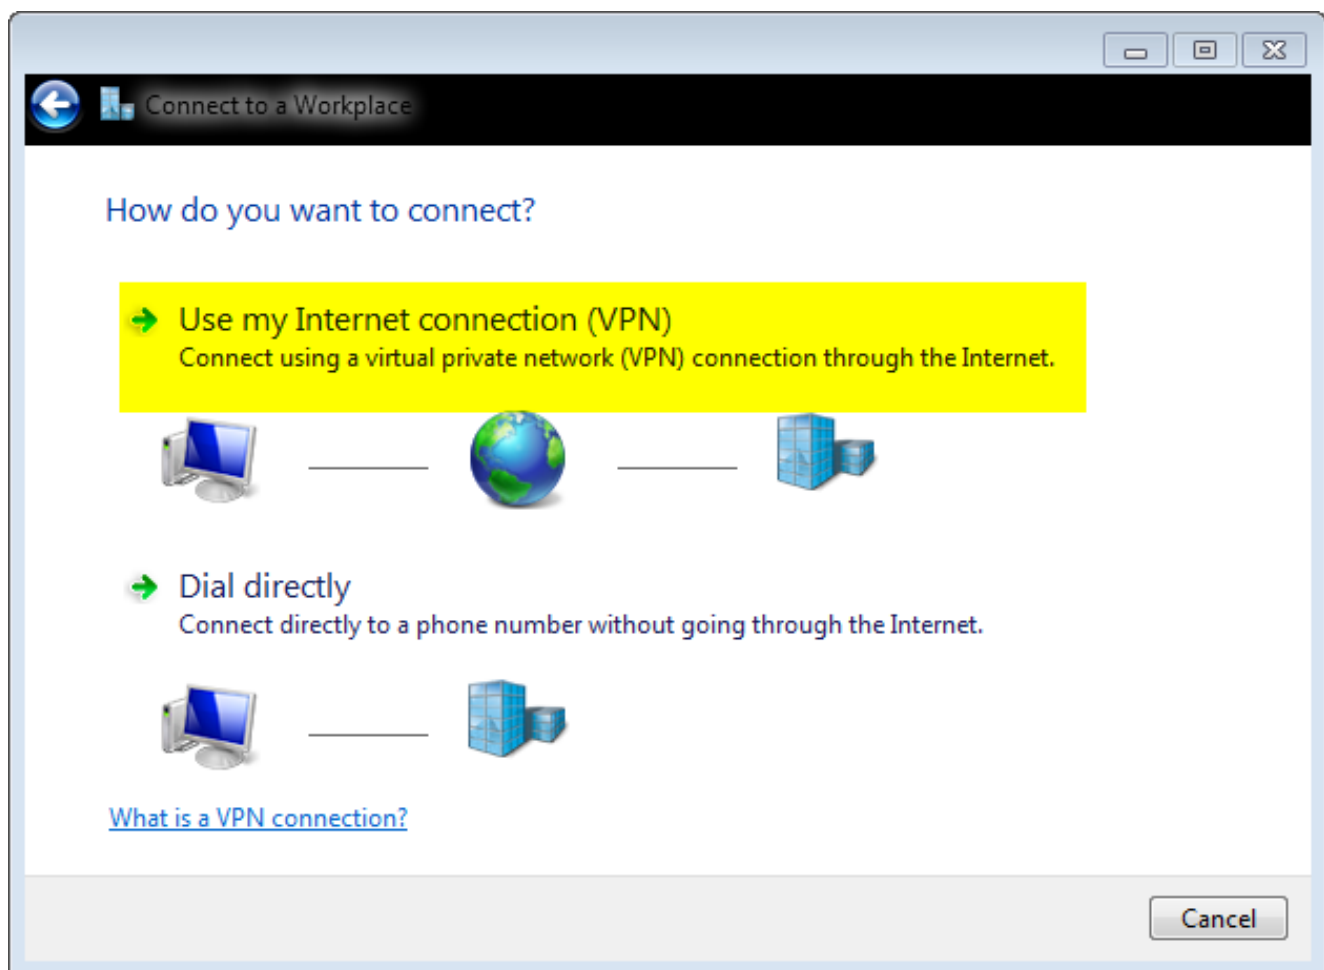 Connect to a Workplace
How do you want to connect?
Use my Internet connection (VPN)
Connect using a virtual private network (VPN) connection through the Internet.
Dial directly
Connect directly to a phone number without going through the Internet.
What is a VPN connection?
Cancel